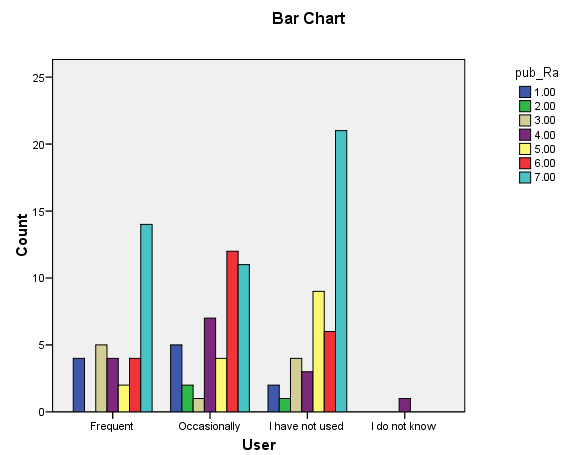 Bar Chart
pub_Ra
1.00
2.00
3.00
4.00
5.00
6.00
7.00
25
20
15
10
5
0
Count
Frequent
Occasionally
I have not used
I do not know
User